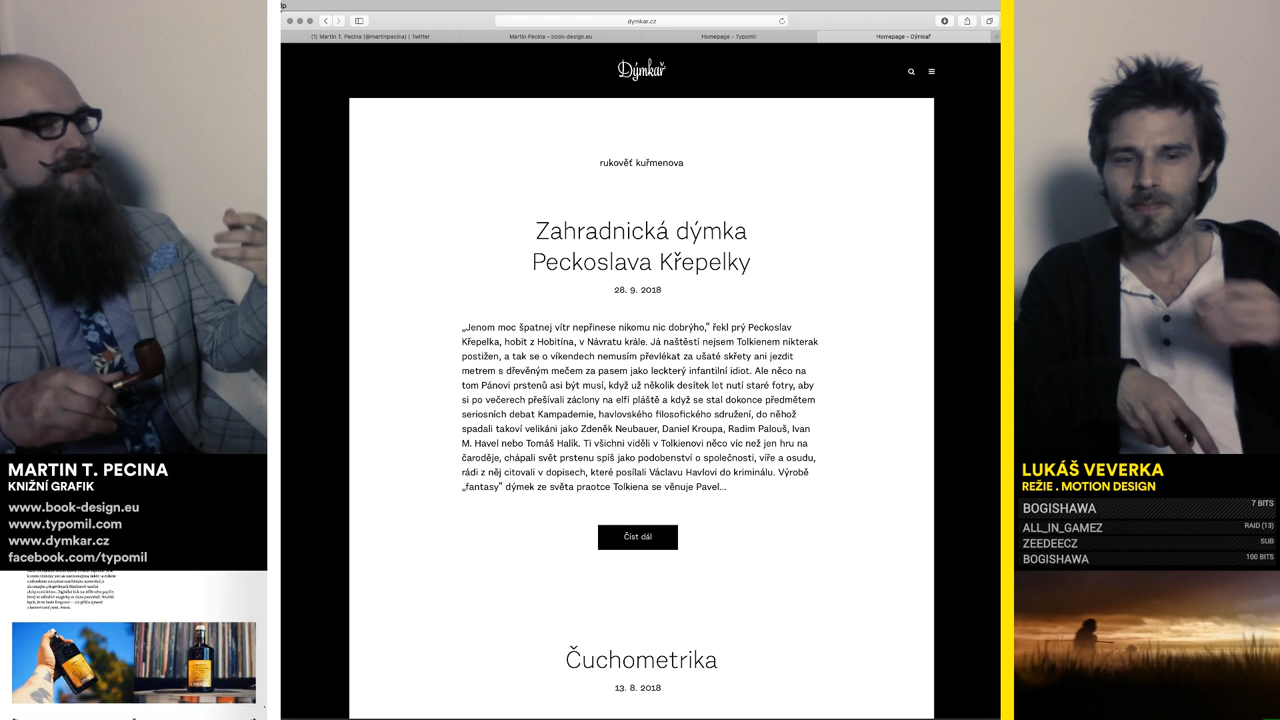 lp
dymkar.cz
(1) Martin T. Pecina (@martinpecina) | Twitter
Martin Pecina – book-design.eu
Homepage - Typomil
Homepage - Dýmkař
Dýmkař
rukověť kuřmenova
Zahradnická dýmka
Peckoslava Křepelky
28. 9. 2018
„Jenom moc špatnej vítr nepřinese nikomu nic dobrýho,“ řekl prý Peckoslav
Křepelka, hobit z Hobitína, v Návratu krále. Já naštěstí nejsem Tolkienem nikterak
postižen, a tak se o víkendech nemusím převlékat za ušaté skřety ani jezdit
metrem s dřevěným mečem za pasem jako leckterý infantilní idiot. Ale něco na
tom Pánovi prstenů asi být musí, když už několik desítek let nutí staré fotry, aby
si po večerech přešívali záclony na elfí pláště a když se stal dokonce předmětem
seriosních debat Kampademie, havlovského filosofického sdružení, do něhož
spadali takoví velikáni jako Zdeněk Neubauer, Daniel Kroupa, Radim Palouš, Ivan
M. Havel nebo Tomáš Halík. Ti všichni viděli v Tolkienovi něco víc než jen hru na
čaroděje, chápali svět prstenu spíš jako podobenství o společnosti, víře a osudu,
rádi z něj citovali v dopisech, které posílali Václavu Havlovi do kriminálu. Výrobě
„fantasy” dýmek ze světa praotce Tolkiena se věnuje Pavel...
Číst dál
Čuchometrika
13. 8. 2018
MARTIN T. PECINA
KNIŽNÍ GRAFIK
www.book-design.eu
www.typomil.com
www.dymkar.cz
facebook.com/typomil
LUKÁŠ VEVERKA
REŽIE . MOTION DESIGN
BOGISHAWA 7 BITS
ALL_IN_GAMEZ RAID (13)
ZEEDEECZ SUB
BOGISHAWA 100 BITS